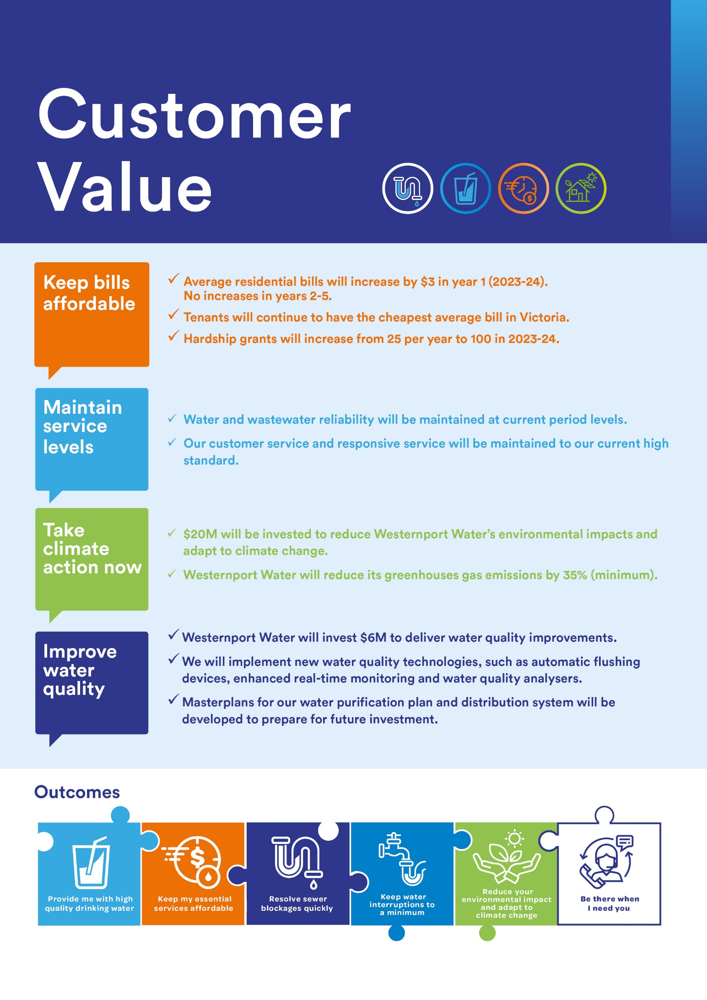 Customer
Value
$
Keep bills
affordable
✓ Average residential bills will increase by $3 in year 1 (2023-24).
No increases in years 2-5.
✓ Tenants will continue to have the cheapest average bill in Victoria.
✓ Hardship grants will increase from 25 per year to 100 in 2023-24.
Maintain
service
levels
✓ Water and wastewater reliability will be maintained at current period levels.
✓ Our customer service and responsive service will be maintained to our current high
standard.
Take
climate
action now
✓ $20M will be invested to reduce Westernport Water's environmental impacts and
adapt to climate change.
✓ Westernport Water will reduce its greenhouses gas emissions by 35% (minimum).
Improve
water
quality
✓ Westernport Water will invest $6M to deliver water quality improvements.
✓ We will implement new water quality technologies, such as automatic flushing
devices, enhanced real-time monitoring and water quality analysers.
✓ Masterplans for our water purification plan and distribution system will be
developed to prepare for future investment.
Outcomes
Provide me with high
quality drinking water
$
Keep my essential
services affordable
Resolve sewer
blockages quickly
Keep water
interruptions to
a minimum
Reduce your
environmental impact
and adapt to
climate change
Be there when
I need you